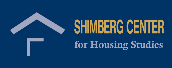 SHIMBERG CENTER
for Housing Studies